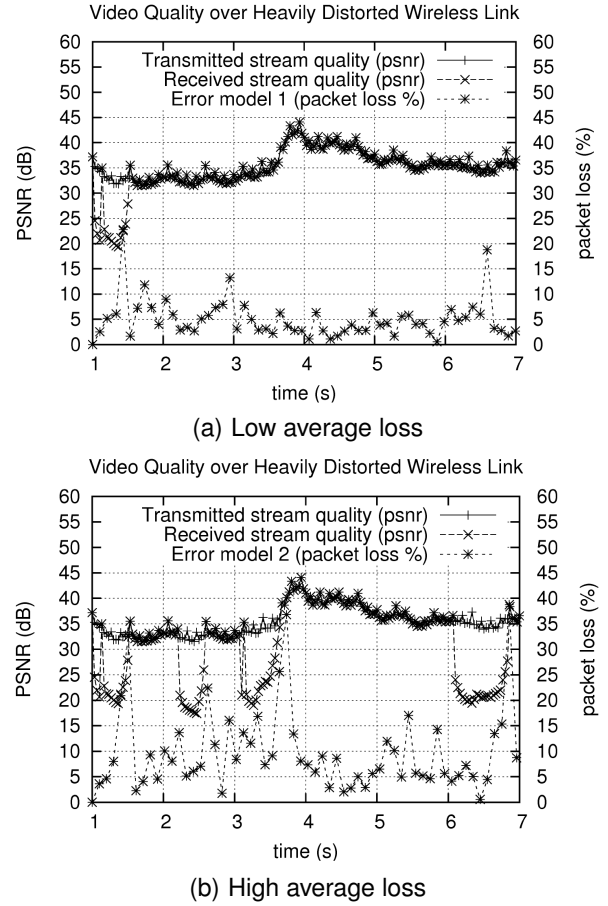 Video Quality over Heavily Distorted Wireless Link
60 60
55 Transmitted stream quality (psnr) 55
50 Received stream quality (psnr) 50
45 Error model 1 (packet loss %) 45
40 40
35 35
30 30
25 25
20 20
15 15
10 10
5 5
0 0
PSNR (dB)
packet loss (%)
1 2 3 4 5 6 7
time (s)
(a) Low average loss
Video Quality over Heavily Distorted Wireless Link
60 60
55 Transmitted stream quality (psnr) 55
50 Received stream quality (psnr) 50
45 Error model 2 (packet loss %) 45
40 40
35 35
30 30
25 25
20 20
15 15
10 10
5 5
0 0
PSNR (dB)
packet loss (%)
1 2 3 4 5 6 7
time (s)
(b) High average loss